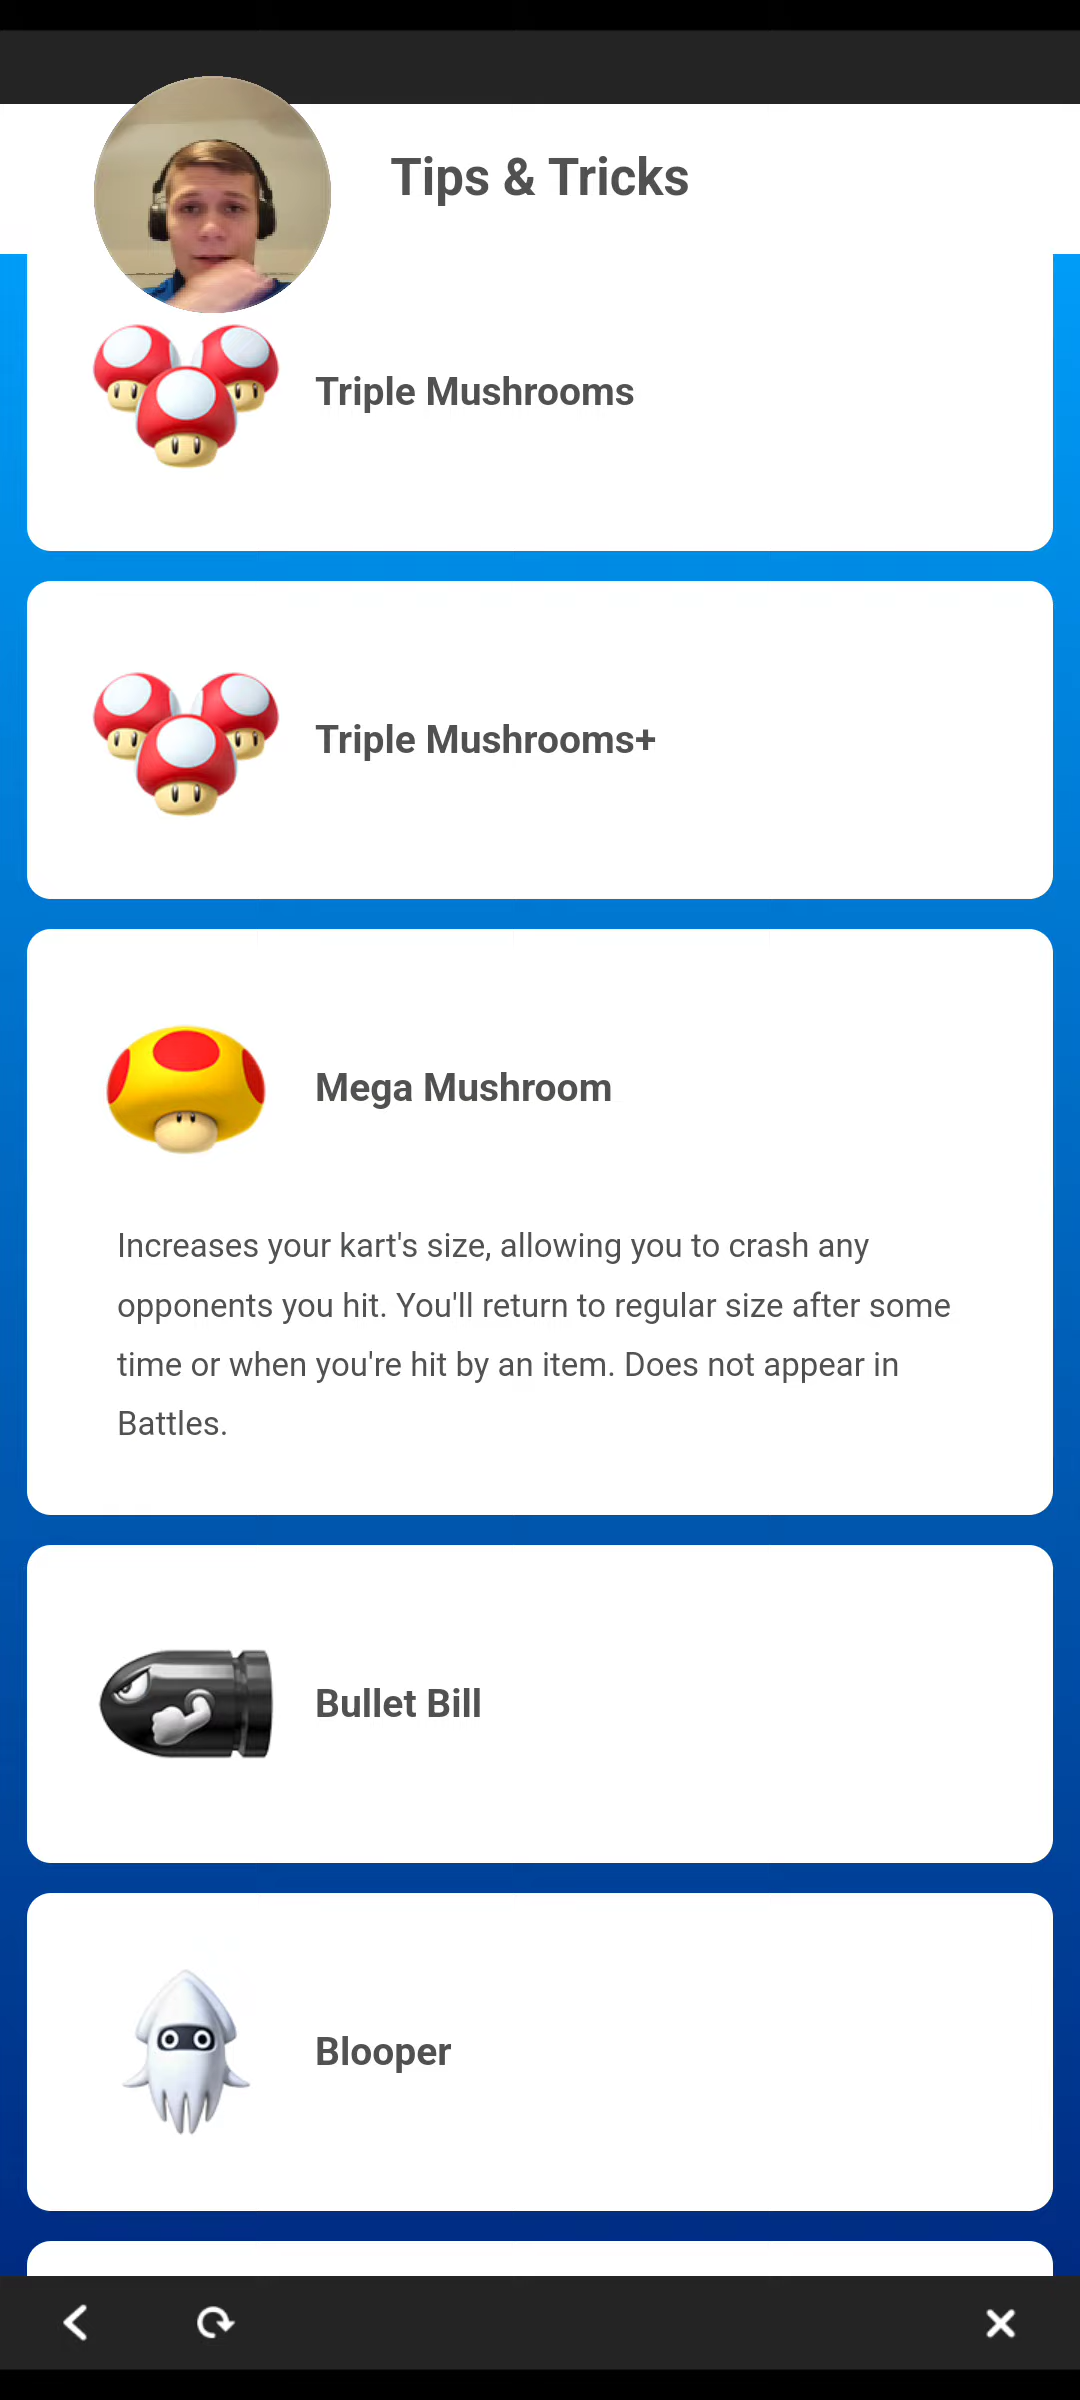 Tips & Tricks
Triple Mushrooms
Triple Mushrooms+
Mega Mushroom
Increases your kart's size, allowing you to crash any
opponents you hit. You'll return to regular size after some
time or when you're hit by an item. Does not appear in
Battles.
Bullet Bill
Blooper